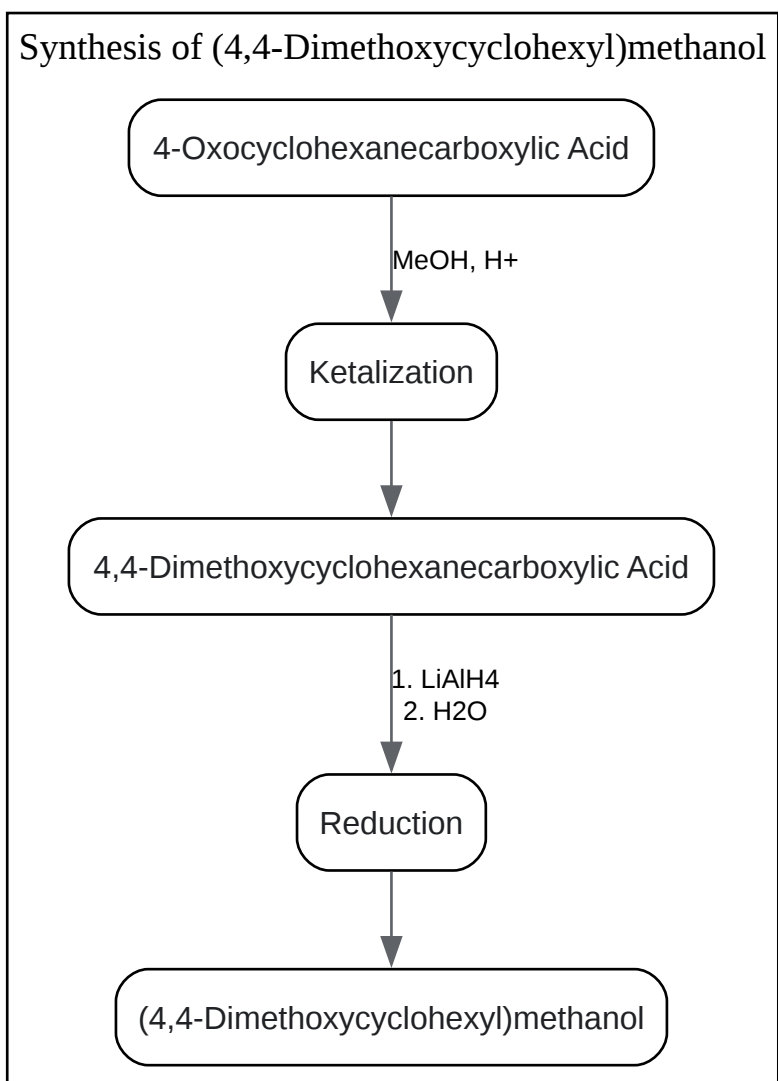 Synthesis of (4,4-Dimethoxycyclohexyl)methanol
4-Oxocyclohexanecarboxylic Acid
MeOH, H+
Ketalization
4,4-Dimethoxycyclohexanecarboxylic Acid
1. LiAlH4
2. H2O
Reduction
(4,4-Dimethoxycyclohexyl)methanol